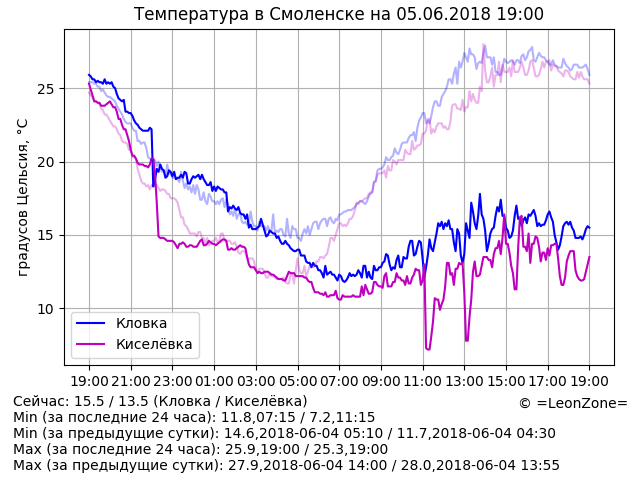 Температура в Смоленске на 05.06.2018 19:00
градусов Цельсия, °C
25
20
15
10
Кловка
Киселёвка
19:00 21:00 23:00 01:00 03:00 05:00 07:00 09:00 11:00 13:00 15:00 17:00 19:00
Сейчас: 15.5 / 13.5 (Кловка / Киселёвка)
© =LeonZone=
Min (за последние 24 часа): 11.8,07:15 / 7.2,11:15
Min (за предыдущие сутки): 14.6,2018-06-04 05:10 / 11.7,2018-06-04 04:30
Max (за последние 24 часа): 25.9,19:00 / 25.3,19:00
Max (за предыдущие сутки): 27.9,2018-06-04 14:00 / 28.0,2018-06-04 13:55